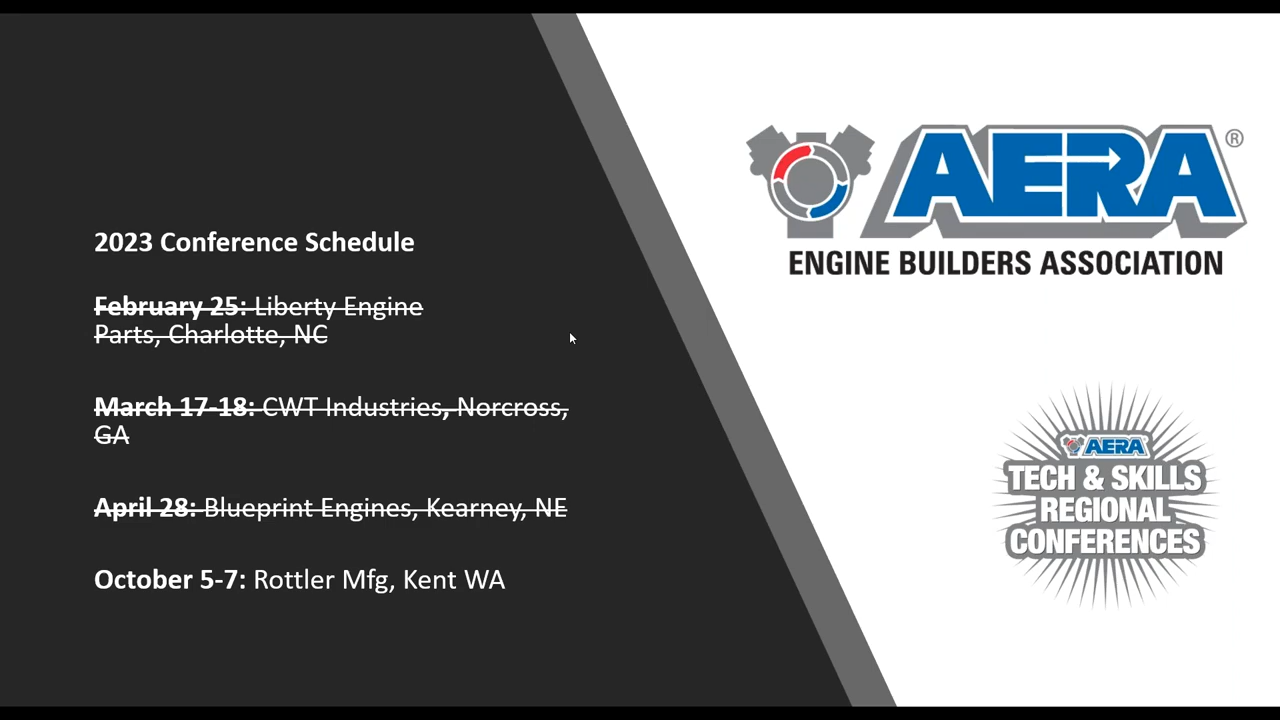 2023 Conference Schedule
February 25: Liberty Engine
Parts, Charlotte, NC
March 17-18: CWT Industries, Norcross,
GA
April 28: Blueprint Engines, Kearney, NE
October 5-7: Rottler Mfg, Kent WA
AERA®
ENGINE BUILDERS ASSOCIATION
AERA
TECH & SKILLS
REGIONAL
CONFERENCES